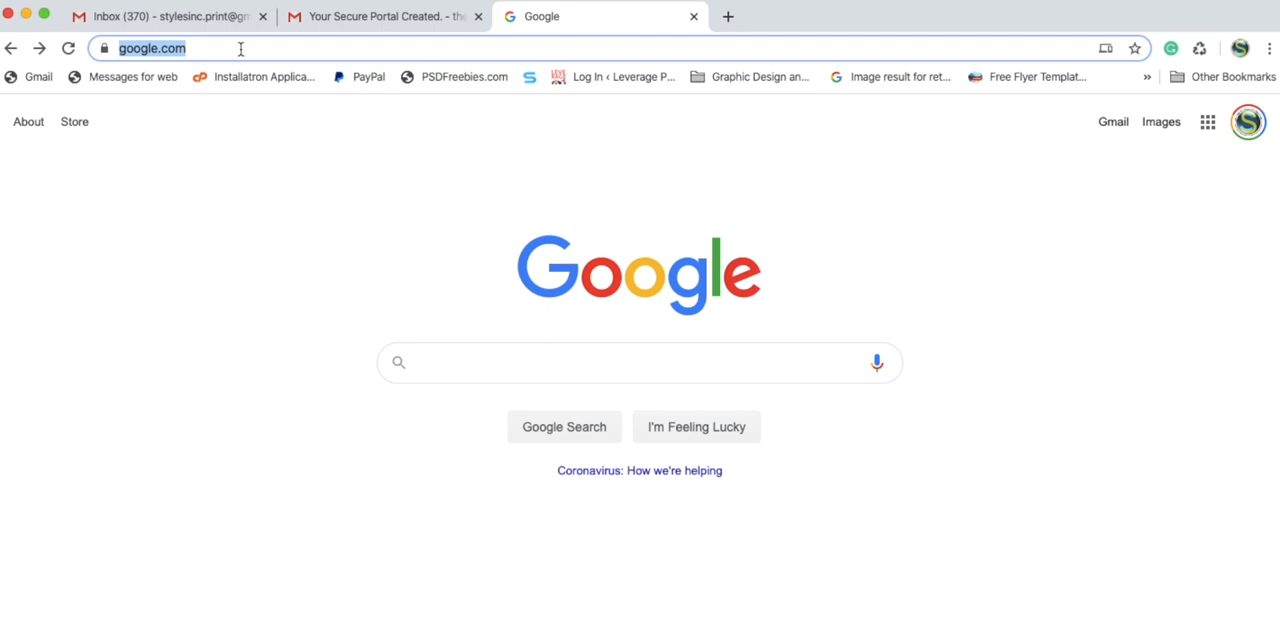 Inbox (370) - stylesinc.print@gm
Your Secure Portal Created. - the
Google
google.com
Gmail
Messages for web
cP
Installatron Applica...
PayPal
PSDFreebies.com
S
Log In ‹ Leverage P...
Graphic Design an...
Image result for ret...
Free Flyer Templat...
»
Other Bookmarks
About
Store
Gmail
Images
S
Google
Google Search
I'm Feeling Lucky
Coronavirus: How we're helping